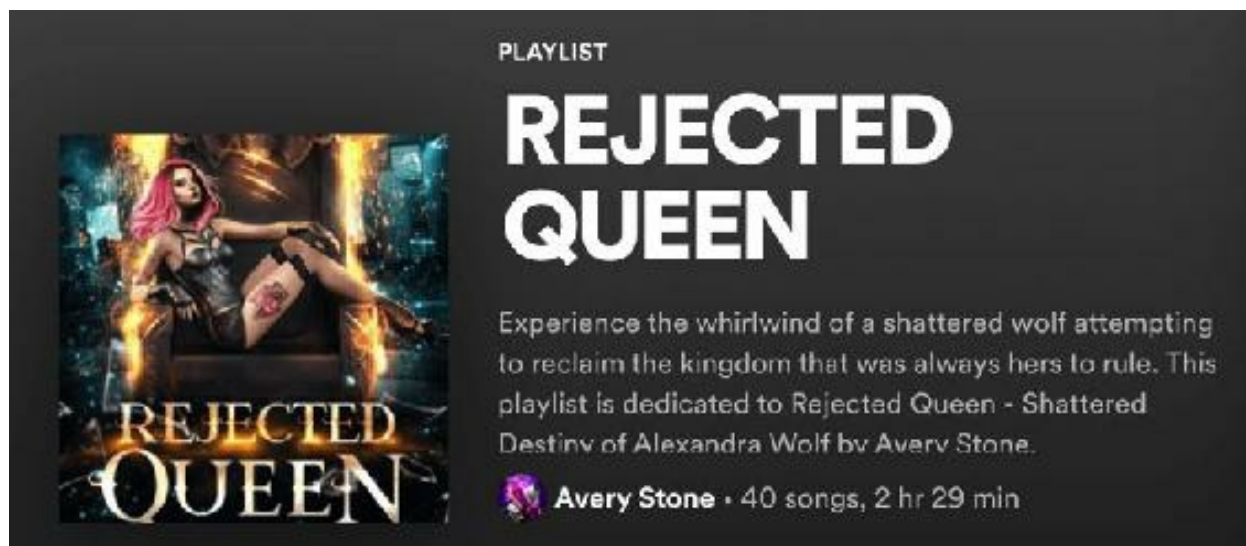 PLAYLIST
REJECTED
QUEEN
Experience the whirlwind of a shattered wolf attempting
to reclaim the kingdom that was always hers to rule. This
playlist is dedicated to Rejected Queen - Shattered
Destiny of Alexandra Wolf by Avery Stone.
Avery Stone • 40 songs, 2 hr 29 min
REJECTED
QUEEN